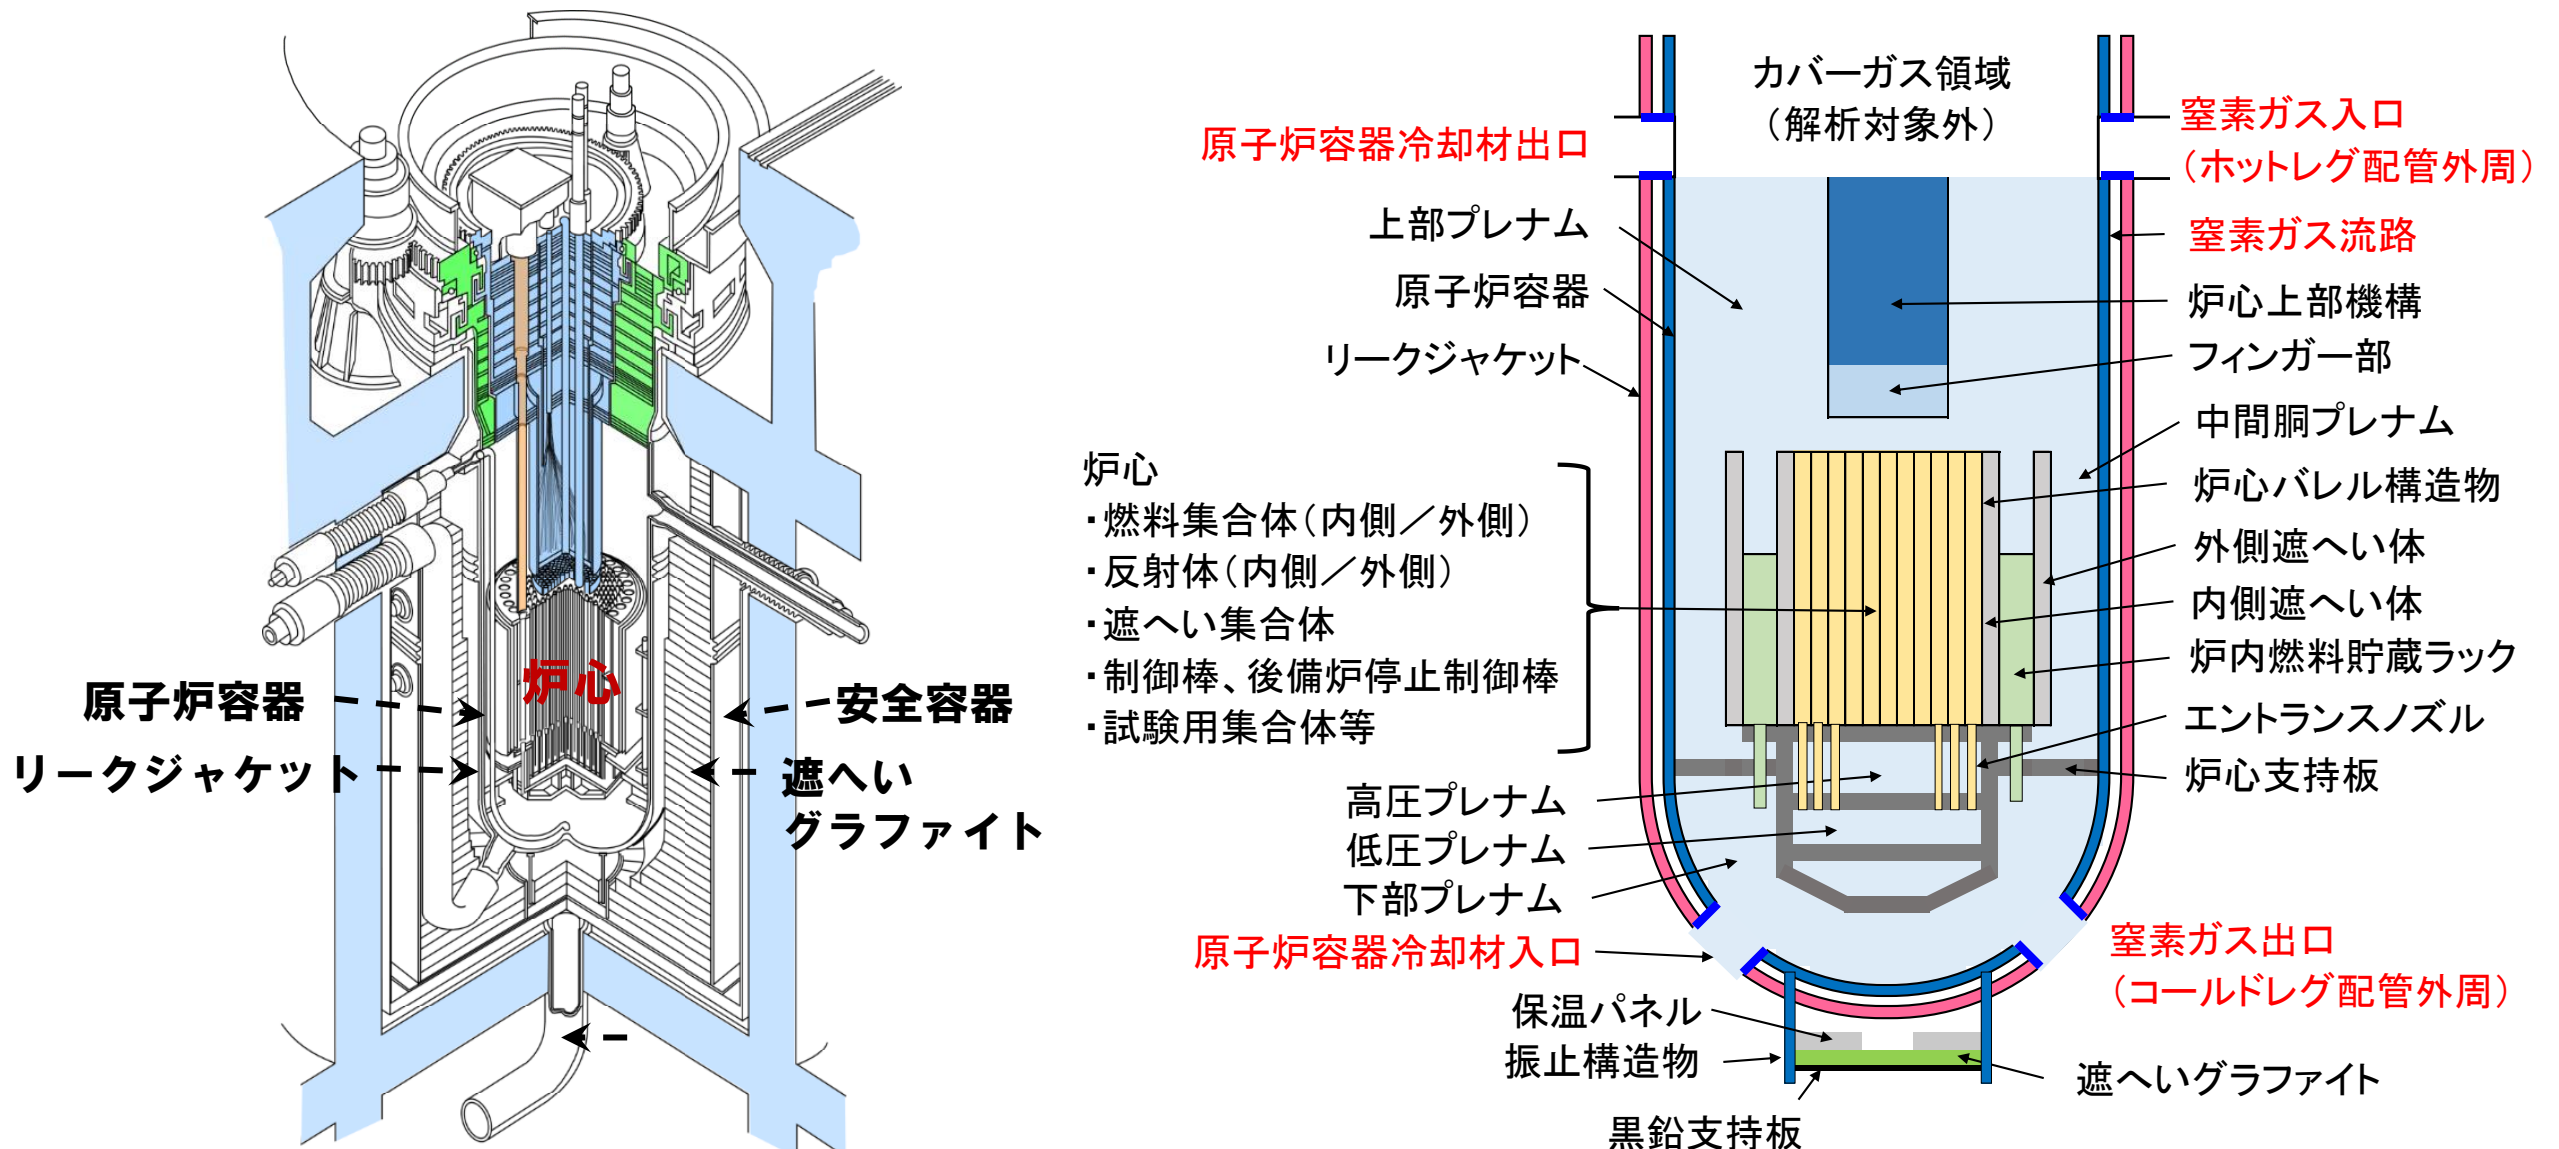 炉心
原子炉容器
リークジャケット
安全容器
遮へい
グラファイト
カバーガス領域
（解析対象外）
原子炉容器冷却材出口
上部プレナム
原子炉容器
リークジャケット
炉心
・燃料集合体（内側／外側）
・反射体（内側／外側）
・遮へい集合体
・制御棒、後備炉停止制御棒
・試験用集合体等
高圧プレナム
低圧プレナム
下部プレナム
原子炉容器冷却材入口
保温パネル
振止構造物
黒鉛支持板
窒素ガス入口
（ホットレグ配管外周）
窒素ガス流路
炉心上部機構
フィンガー部
中間胴プレナム
炉心バレル構造物
外側遮へい体
内側遮へい体
炉内燃料貯蔵ラック
エントランスノズル
炉心支持板
窒素ガス出口
（コールドレグ配管外周）
遮へいグラファイト